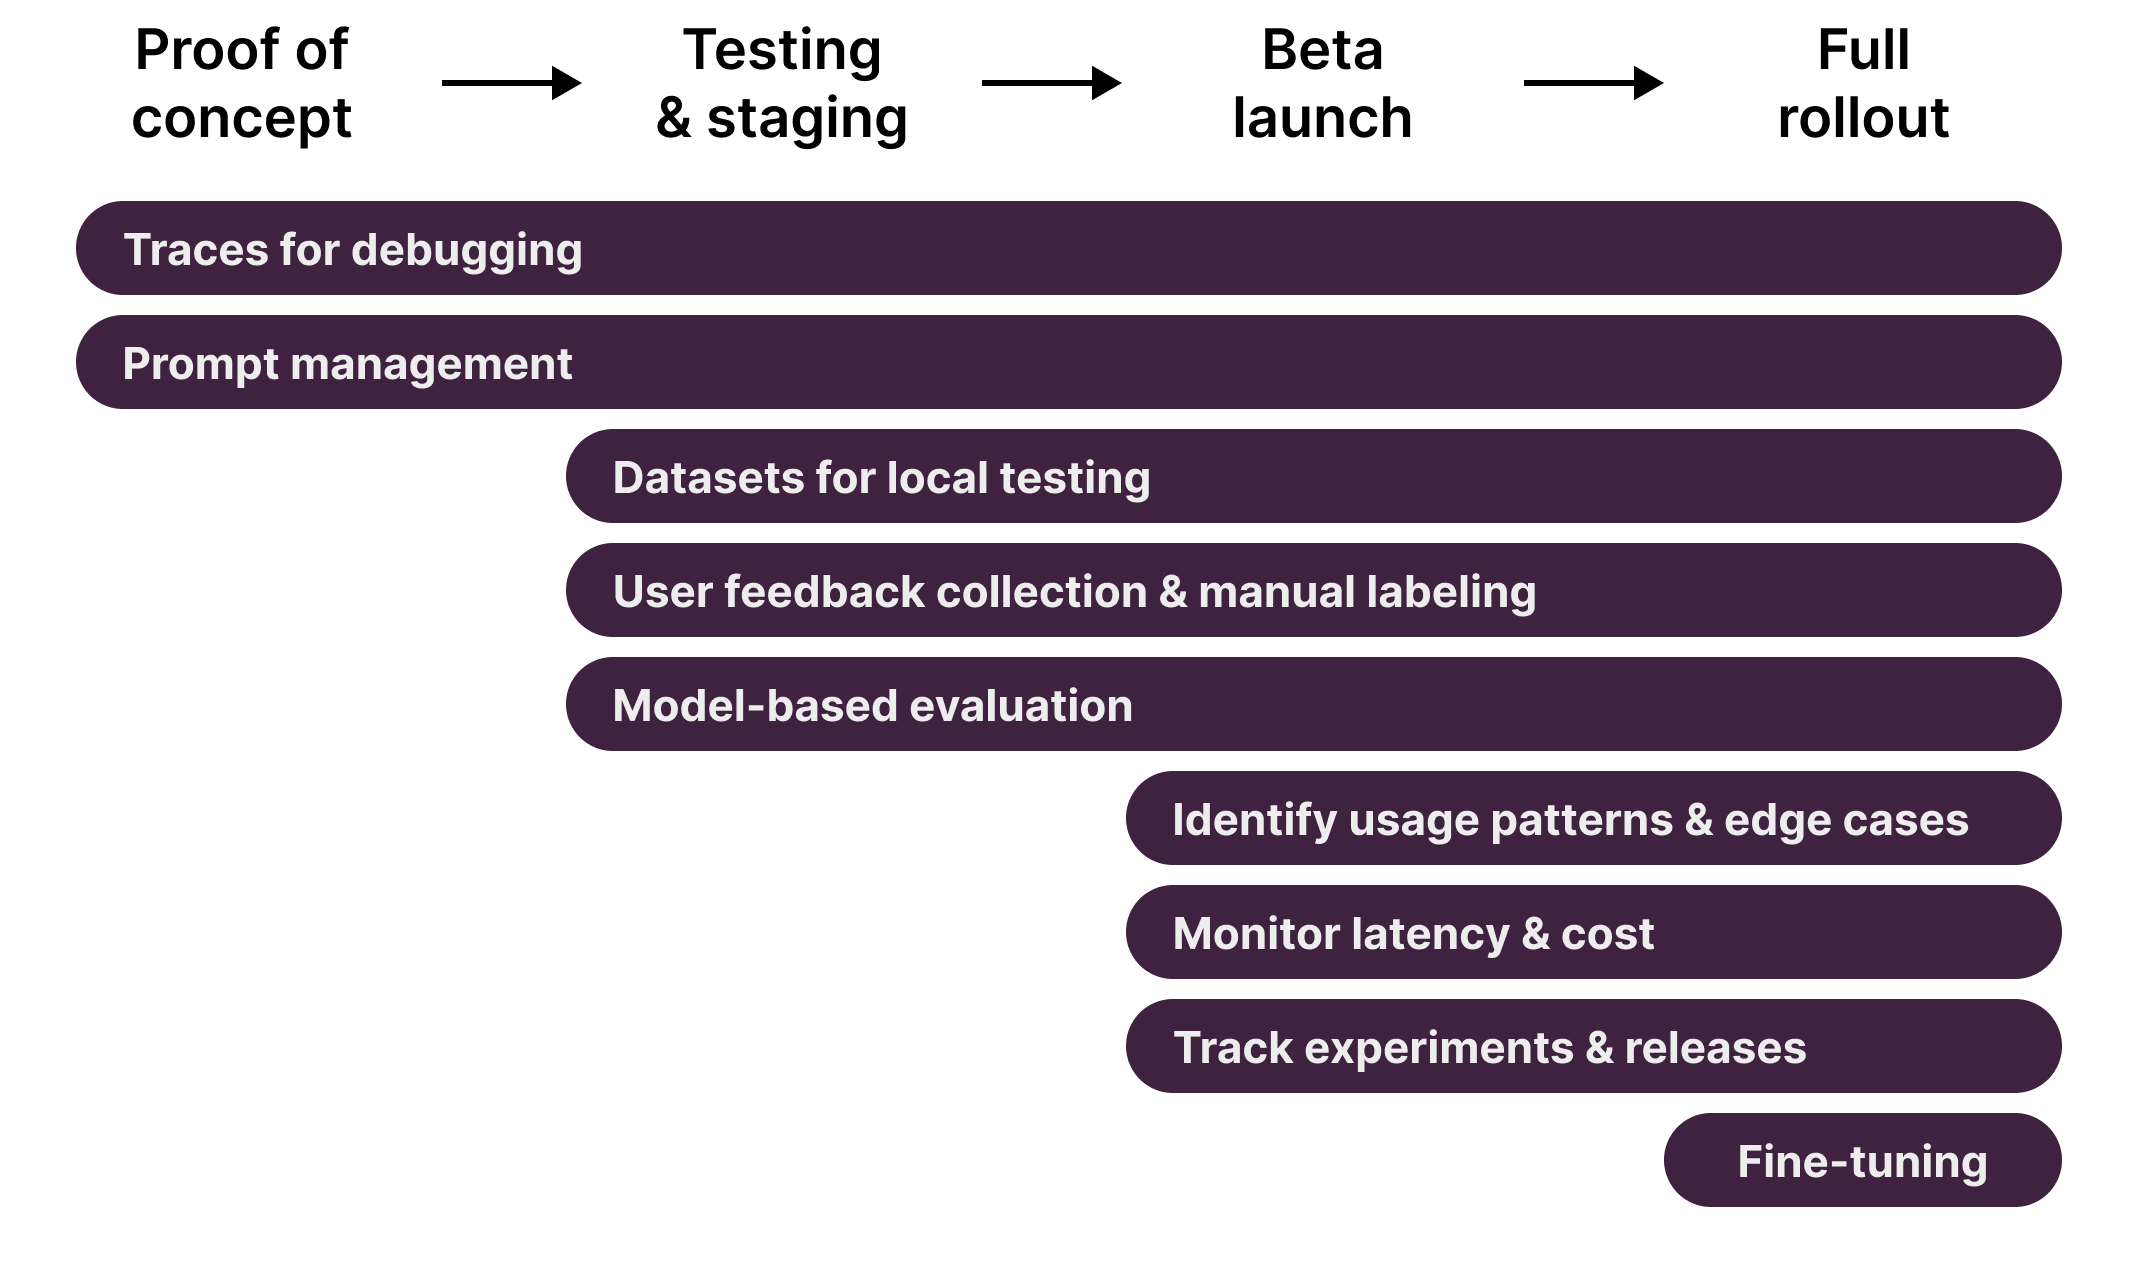 Proof of
concept
Testing
& staging
Beta
launch
Full
rollout
Traces for debugging
Prompt management
Datasets for local testing
User feedback collection & manual labeling
Model-based evaluation
Identify usage patterns & edge cases
Monitor latency & cost
Track experiments & releases
Fine-tuning